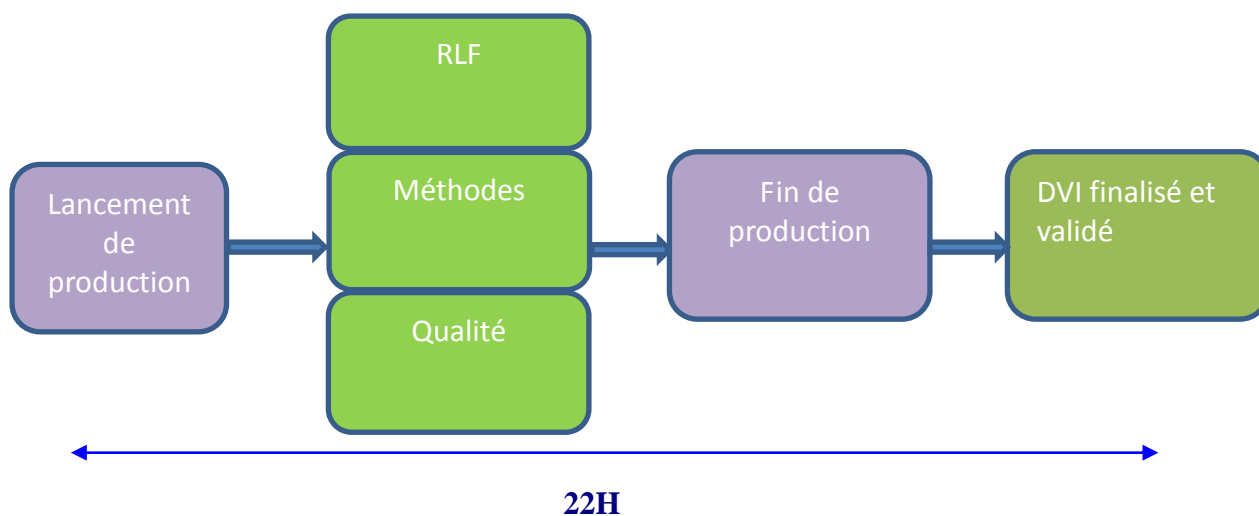 RLF
Lancement
de
production
Méthodes
Fin de
production
DVI finalisé et
validé
Qualité
22H